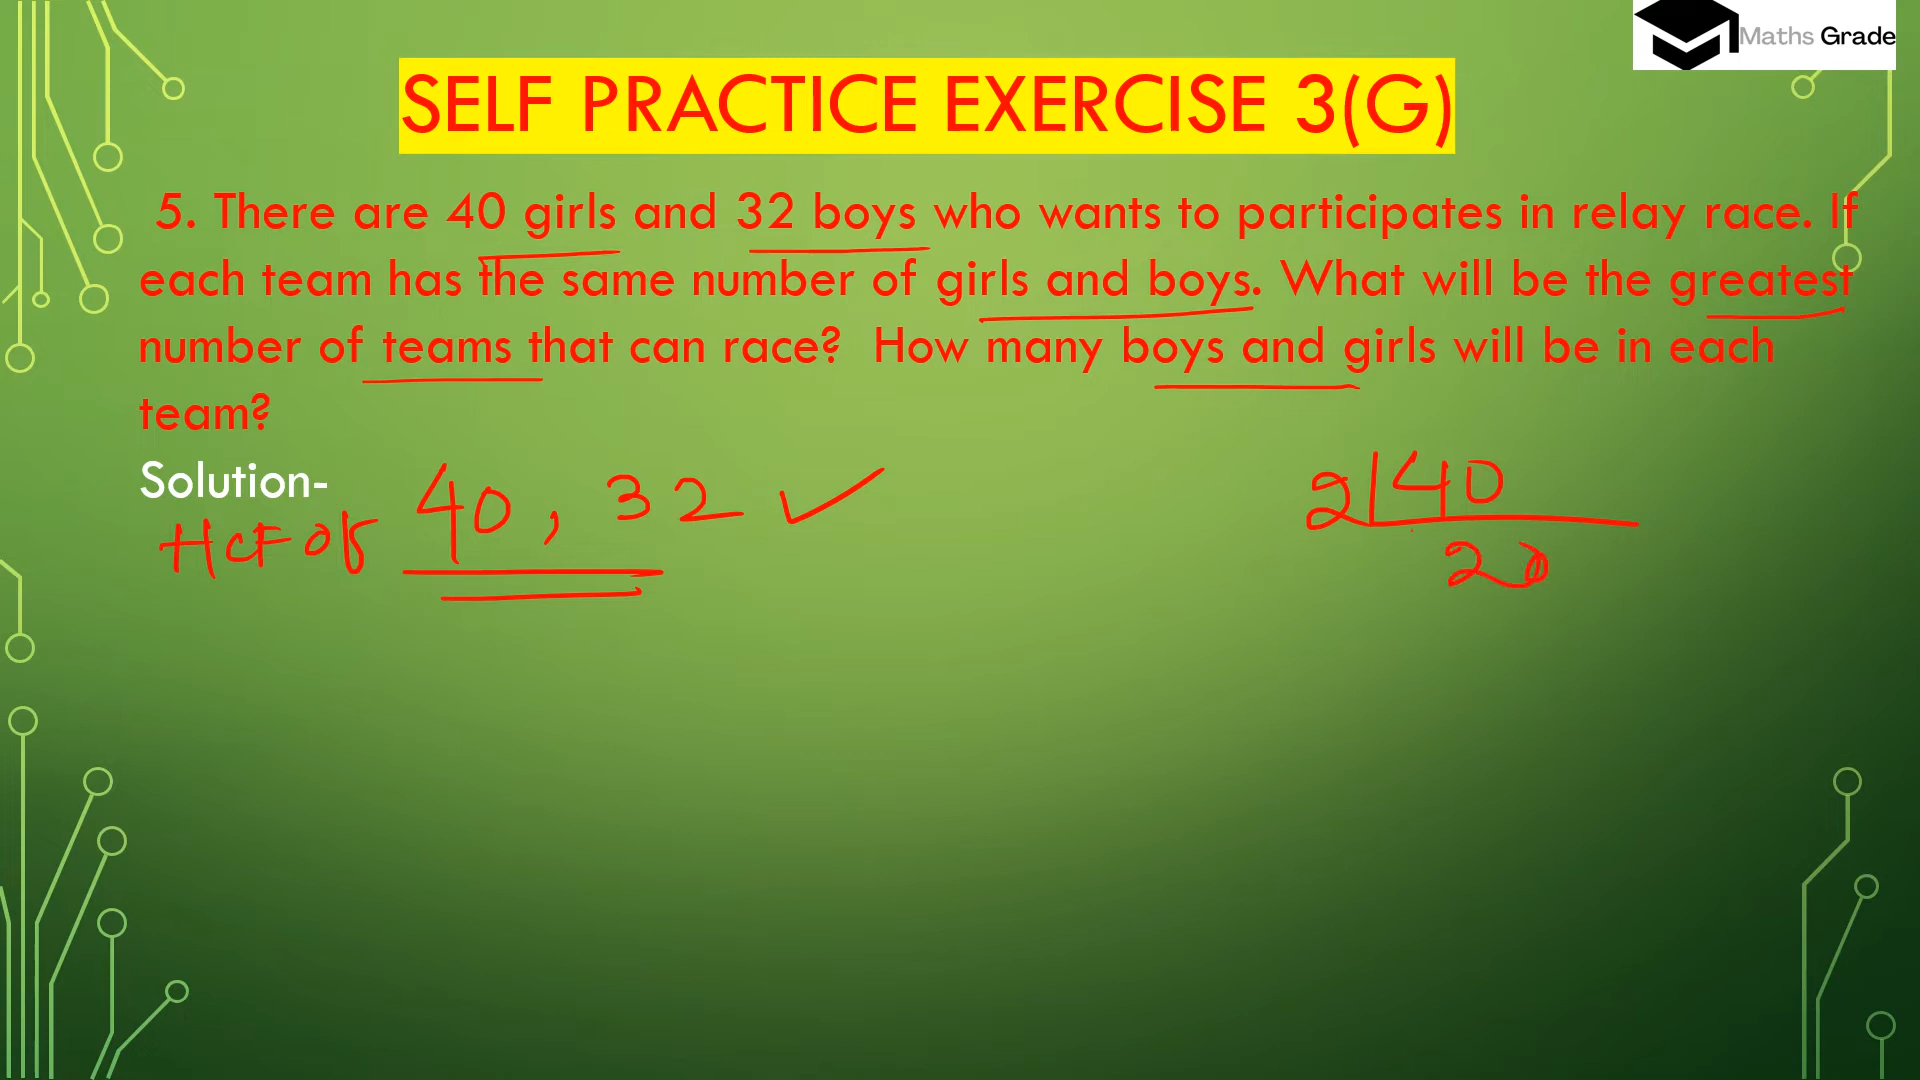 Maths Grade
SELF PRACTICE EXERCISE 3(G)
5. There are 40 girls and 32 boys who wants to participates in relay race. If
each team has the same number of girls and boys. What will be the greatest
number of teams that can race? How many boys and girls will be in each
team?
Solution-
HCF of 40, 32 ✓
2|40
20